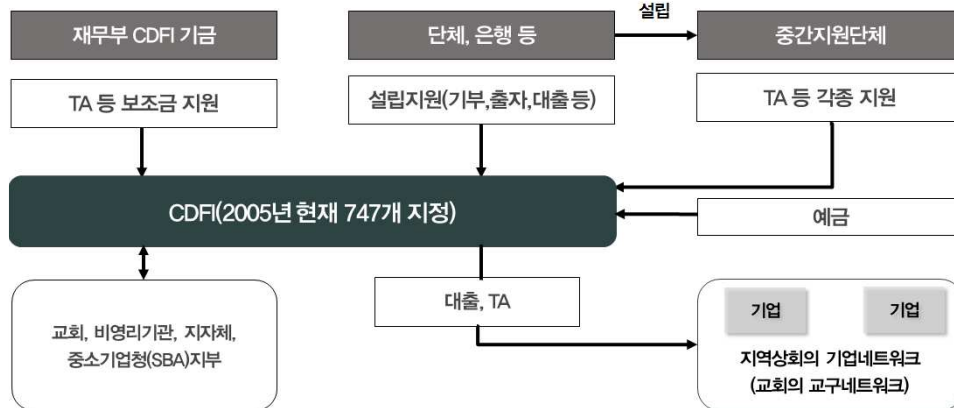 설립
재무부 CDFI 기금
단체, 은행 등
중간지원단체
TA 등 보조금 지원
설립지원(기부,출자,대출 등)
TA 등 각종 지원
CDFI(2005년 현재 747개 지정)
예금
대출, TA
교회, 비영리기관, 지자체,
중소기업청(SBA)지부
기업
기업
지역상회의 기업네트워크
(교회의 교구네트워크)